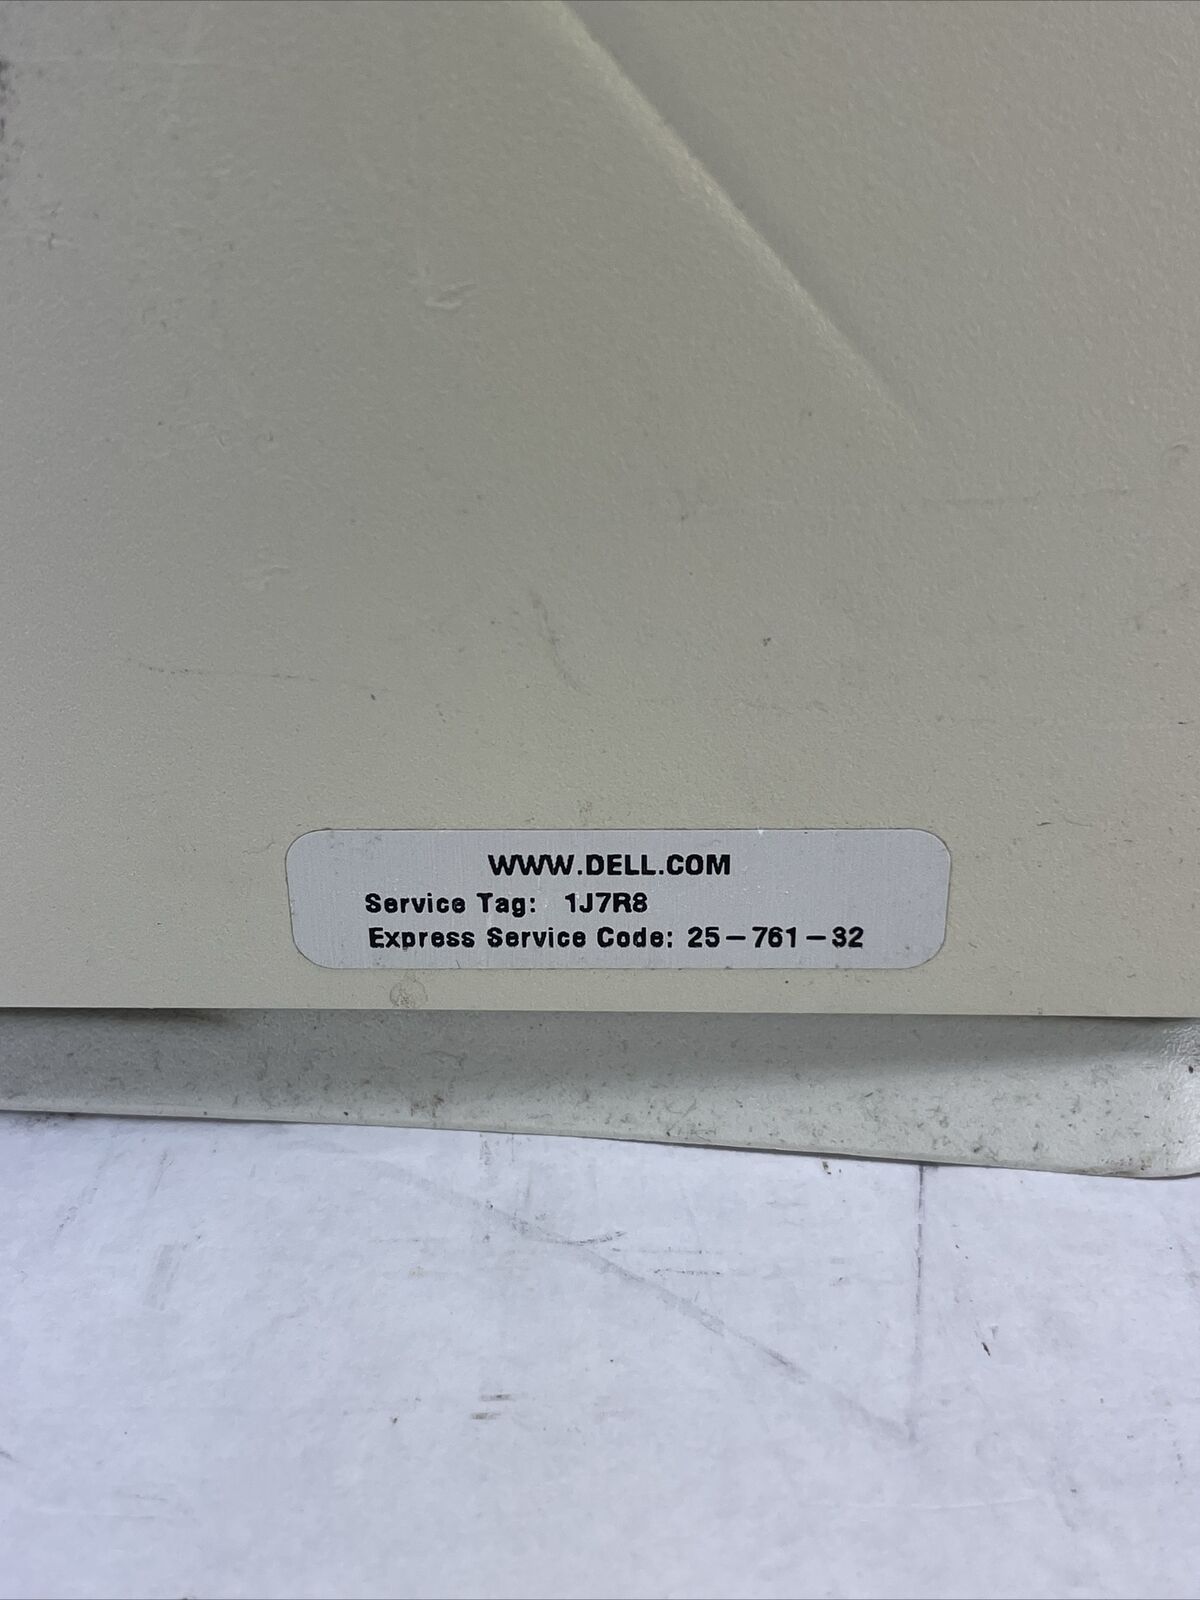 WWW.DELL.COM
Service Tag: 1J7R8
Express Service Code: 25-761-32